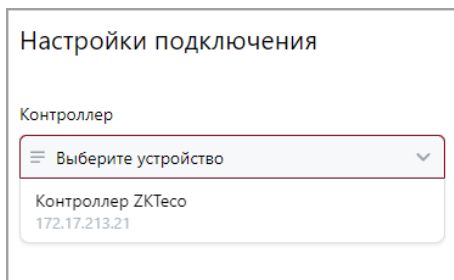 Настройки подключения
Контроллер
Выберите устройство
Контроллер ZKTeco
172.17.213.21